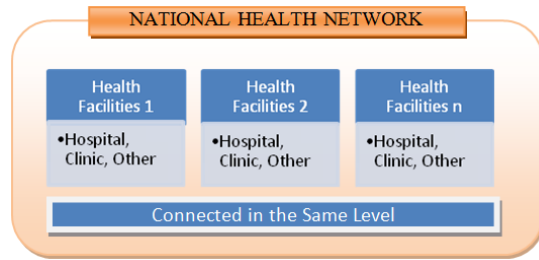 NATIONAL HEALTH NETWORK
Health
Facilities 1
•Hospital,
Clinic, Other
Health
Facilities 2
•Hospital,
Clinic, Other
Health
Facilities n
•Hospital,
Clinic, Other
Connected in the Same Level